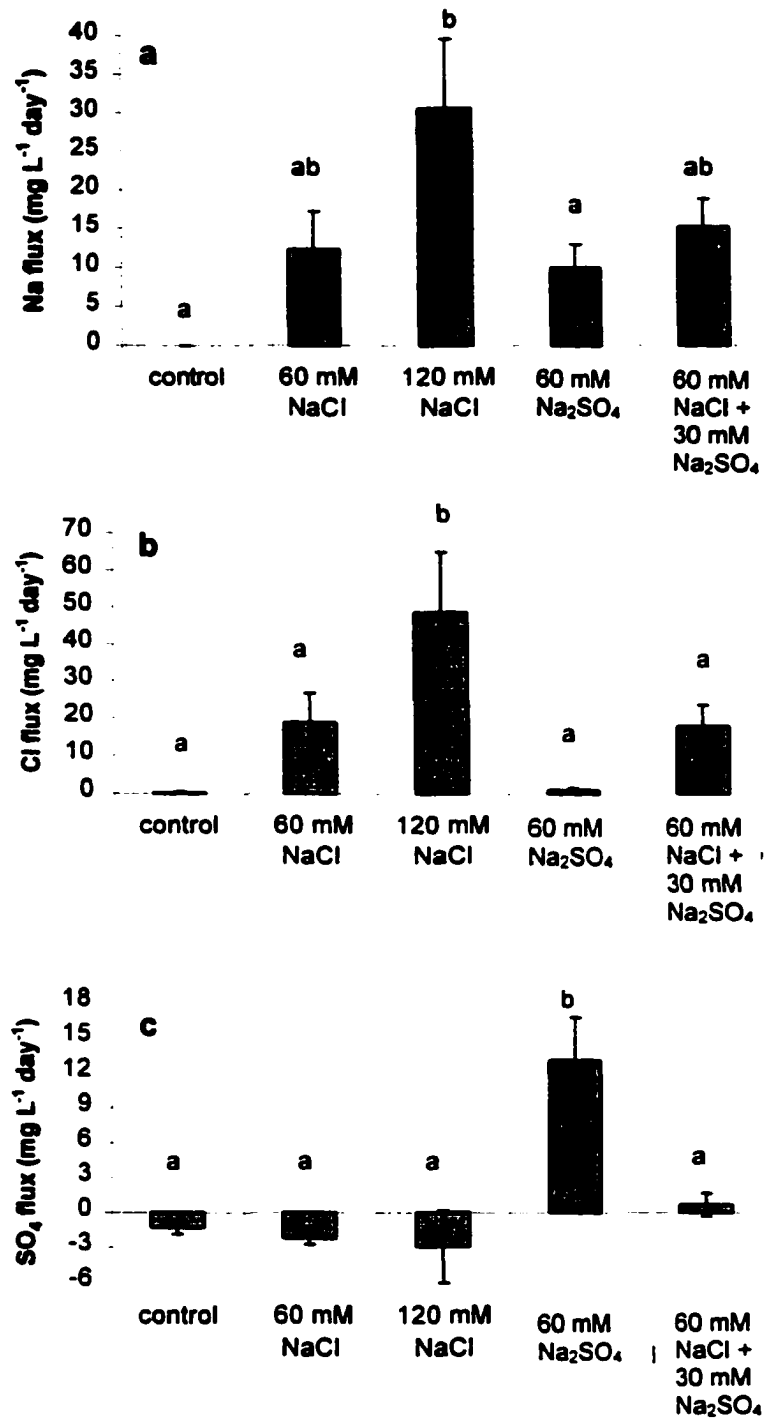 b
40
a
35
30
25
ab
ab
20
a
15
10
a
5
0
Na flux (mg L⁻¹ day⁻¹)
control
60 mM
NaCl
120 mM
NaCl
60 mM
Na₂SO₄
60 mM
NaCl +
30 mM
Na₂SO₄
b
70
b
60
50
40
a
a
30
20
a
a
10
0
Cl flux (mg L⁻¹ day⁻¹)
control
60 mM
NaCl
120 mM
NaCl
60 mM
Na₂SO₄
60 mM
NaCl +
30 mM
Na₂SO₄
18
b
c
15
12
9
6
a
a
a
a
3
0
-3
-6
SO₄ flux (mg L⁻¹ day⁻¹)
control
60 mM
NaCl
120 mM
NaCl
60 mM
Na₂SO₄
60 mM
NaCl +
30 mM
Na₂SO₄